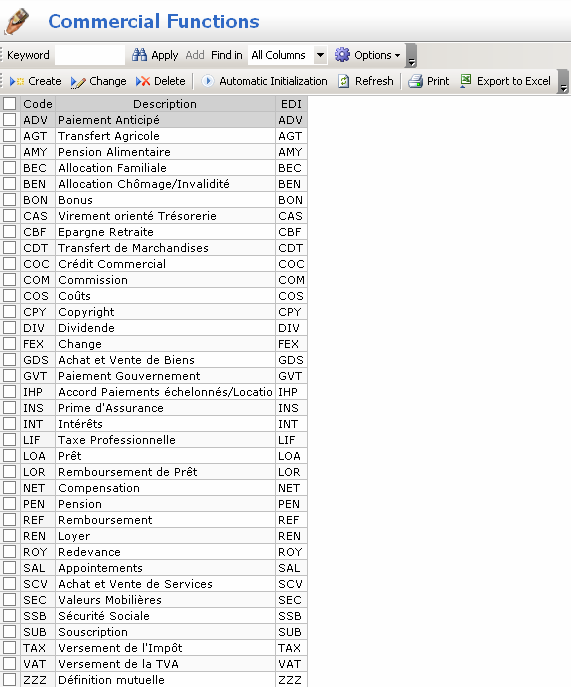 Commercial Functions
Keyword Apply Add Find in All Columns Options
Create Change Delete Automatic Initialization Refresh Print Export to Excel
Code Description EDI
ADV Paiement Anticipé ADV
AGT Transfert Agricole AGT
AMY Pension Alimentaire AMY
BEC Allocation Familiale BEC
BEN Allocation Chômage/Invalidité BEN
BON Bonus BON
CAS Virement orienté Trésorerie CAS
CBF Epargne Retraite CBF
CDT Transfert de Marchandises CDT
COC Crédit Commercial COC
COM Commission COM
COS Coûts COS
CPY Copyright CPY
DIV Dividende DIV
FEX Change FEX
GDS Achat et Vente de Biens GDS
GVT Paiement Gouvernement GVT
IHP Accord Paiements échelonnés/Locatio IHP
INS Prime d'Assurance INS
INT Intérêts INT
LIF Taxe Professionnelle LIF
LOA Prêt LOA
LOR Remboursement de Prêt LOR
NET Compensation NET
PEN Pension PEN
REF Remboursement REF
REN Loyer REN
ROY Redevance ROY
SAL Appointements SAL
SCV Achat et Vente de Services SCV
SEC Valeurs Mobilières SEC
SSB Sécurité Sociale SSB
SUB Souscription SUB
TAX Versement de l'Impôt TAX
VAT Versement de la TVA VAT
ZZZ Définition mutuelle ZZZ